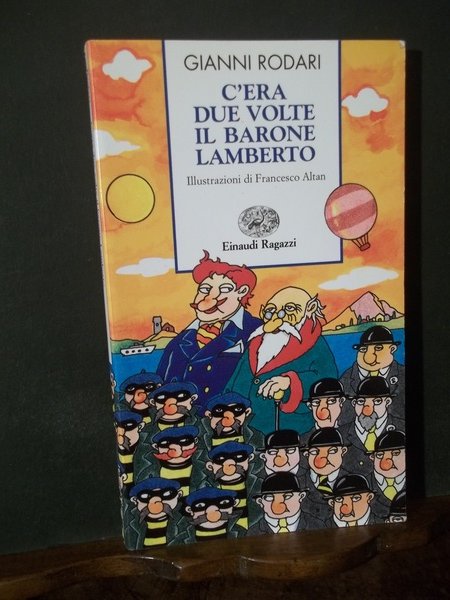 GIANNI RODARI
C'ERA
DUE VOLTE
IL BARONE
LAMBERTO
Illustrazioni di Francesco Altan
Einaudi Ragazzi